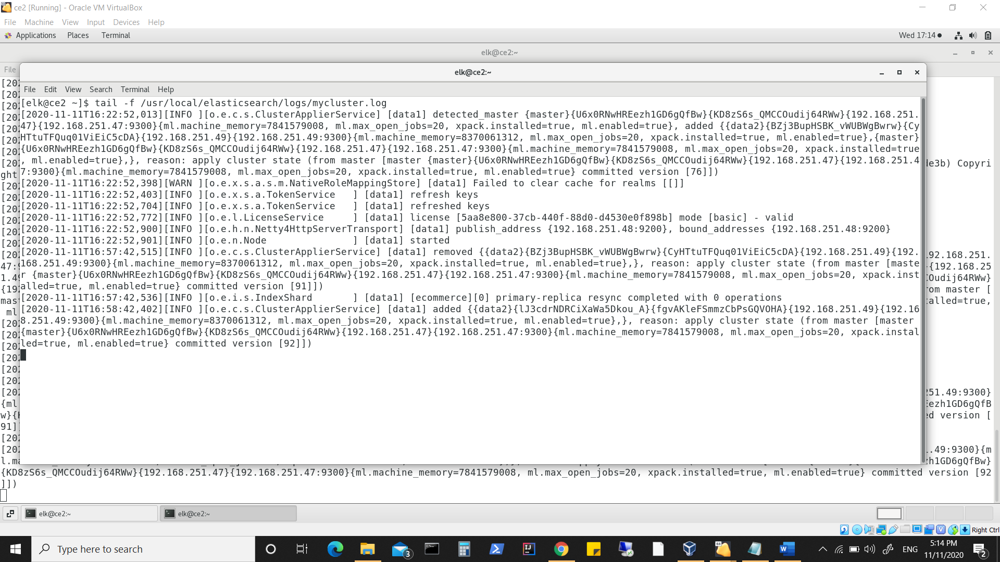 ce2 [Running] - Oracle VM VirtualBox
File Machine View Input Devices Help
Applications Places Terminal Wed 17:14
elk@ce2:~
File
elk@ce2:~
File Edit View Search Terminal Help
[elk@ce2 ~]$ tail -f /usr/local/elasticsearch/logs/mycluster.log
[2020-11-11T16:22:52,013][INFO ][o.e.c.s.ClusterApplierService] [data1] detected_master {master}{U6x0RNwHREezh1GD6gQfBw}{KD8zS6s_QMCCOudij64RWw}{192.168.251.
47}{192.168.251.47:9300}{ml.machine_memory=7841579008, ml.max_open_jobs=20, xpack.installed=true, ml.enabled=true}, added {{data2}{BZj3BupHSBK_vWUBWgBwrw}{Cy
HTtuTFQuq01ViEiC5cDA}{192.168.251.49}{192.168.251.49:9300}{ml.machine_memory=8370061312, ml.max_open_jobs=20, xpack.installed=true, ml.enabled=true},{master}
{U6x0RNwHREezh1GD6gQfBw}{KD8zS6s_QMCCOudij64RWw}{192.168.251.47}{192.168.251.47:9300}{ml.machine_memory=7841579008, ml.max_open_jobs=20, xpack.installed=true
, ml.enabled=true},}, reason: apply cluster state (from master [master {master}{U6x0RNwHREezh1GD6gQfBw}{KD8zS6s_QMCCOudij64RWw}{192.168.251.47}{192.168.251.4
7:9300}{ml.machine_memory=7841579008, ml.max_open_jobs=20, xpack.installed=true, ml.enabled=true} committed version [76]])
[2020-11-11T16:22:52,398][WARN ][o.e.x.s.a.s.m.NativeRoleMappingStore] [data1] Failed to clear cache for realms [[]]
[2020-11-11T16:22:52,403][INFO ][o.e.x.s.a.TokenService   ] [data1] refresh keys
[2020-11-11T16:22:52,704][INFO ][o.e.x.s.a.TokenService   ] [data1] refreshed keys
[2020-11-11T16:22:52,772][INFO ][o.e.l.LicenseService     ] [data1] license [5aa8e800-37cb-440f-88d0-d4530e0f898b] mode [basic] - valid
[2020-11-11T16:22:52,900][INFO ][o.e.h.n.Netty4HttpServerTransport] [data1] publish_address {192.168.251.48:9200}, bound_addresses {192.168.251.48:9200}
[2020-11-11T16:22:52,901][INFO ][o.e.n.Node               ] [data1] started
[2020-11-11T16:57:42,515][INFO ][o.e.c.s.ClusterApplierService] [data1] removed {{data2}{BZj3BupHSBK_vWUBWgBwrw}{CyHTtuTFQuq01ViEiC5cDA}{192.168.251.49}{192.
168.251.49:9300}{ml.machine_memory=8370061312, ml.max_open_jobs=20, xpack.installed=true, ml.enabled=true},}, reason: apply cluster state (from master [maste
r {master}{U6x0RNwHREezh1GD6gQfBw}{KD8zS6s_QMCCOudij64RWw}{192.168.251.47}{192.168.251.47:9300}{ml.machine_memory=7841579008, ml.max_open_jobs=20, xpack.inst
alled=true, ml.enabled=true} committed version [91]])
[2020-11-11T16:57:42,536][INFO ][o.e.i.s.IndexShard       ] [data1] [ecommerce][0] primary-replica resync completed with 0 operations
[2020-11-11T16:58:42,402][INFO ][o.e.c.s.ClusterApplierService] [data1] added {{data2}{lJ3cdrNDRCiXaWa5Dkou_A}{fgvAKleFSmmzCbPsGQVOHA}{192.168.251.49}{192.16
8.251.49:9300}{ml.machine_memory=8370061312, ml.max_open_jobs=20, xpack.installed=true, ml.enabled=true},}, reason: apply cluster state (from master [master
{master}{U6x0RNwHREezh1GD6gQfBw}{KD8zS6s_QMCCOudij64RWw}{192.168.251.47}{192.168.251.47:9300}{ml.machine_memory=7841579008, ml.max_open_jobs=20, xpack.instal
led=true, ml.enabled=true} committed version [92]])
{KD8zS6s_QMCCOudij64RWw}{192.168.251.47}{192.168.251.47:9300}{ml.machine_memory=7841579008, ml.max_open_jobs=20, xpack.installed=true, ml.enabled=true} committed version [92
]])
elk@ce2:~ elk@ce2:~
Right Ctrl
Type here to search
3
ENG
5:14 PM
11/11/2020
2